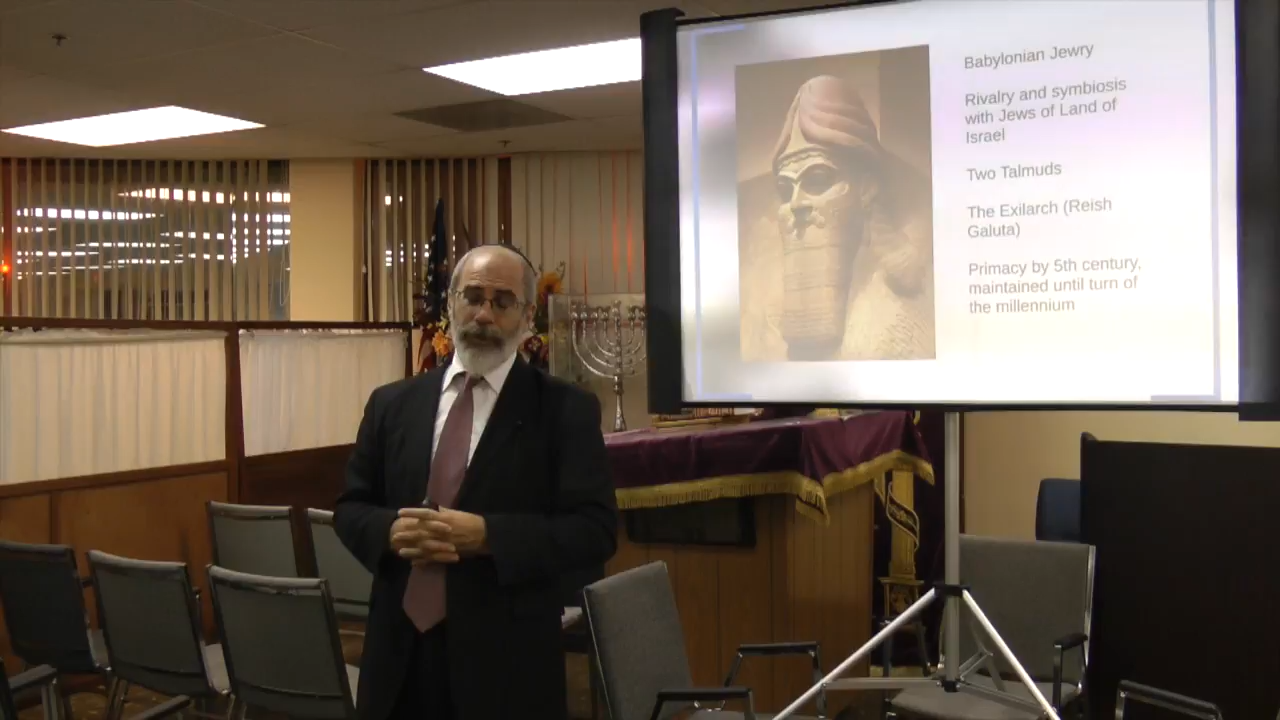 Babylonian Jewry
Rivalry and symbiosis
with Jews of Land of
Israel
Two Talmuds
The Exilarch (Reish
Galuta)
Primacy by 5th century,
maintained until turn of
the millennium